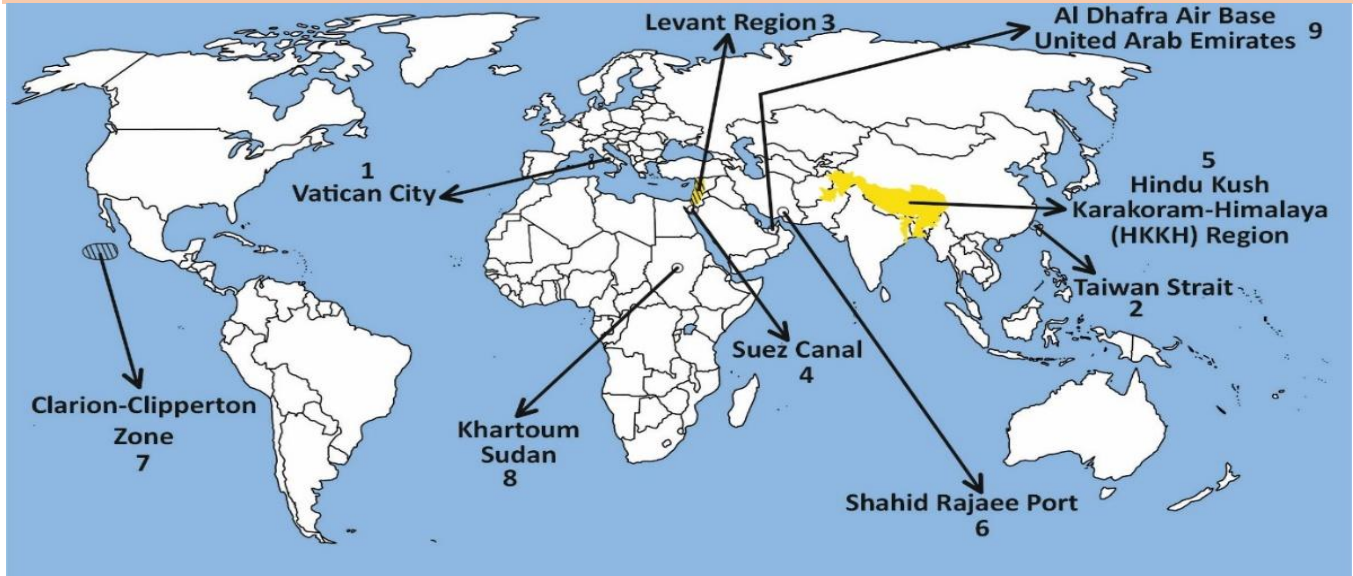 Levant Region 3
Al Dhafra Air Base
United Arab Emirates 9
1
Vatican City
5
Hindu Kush
Karakoram-Himalaya
(HKKH) Region
Taiwan Strait
2
Suez Canal
4
Clarion-Clipperton
Zone
7
Khartoum
Sudan
8
Shahid Rajaee Port
6